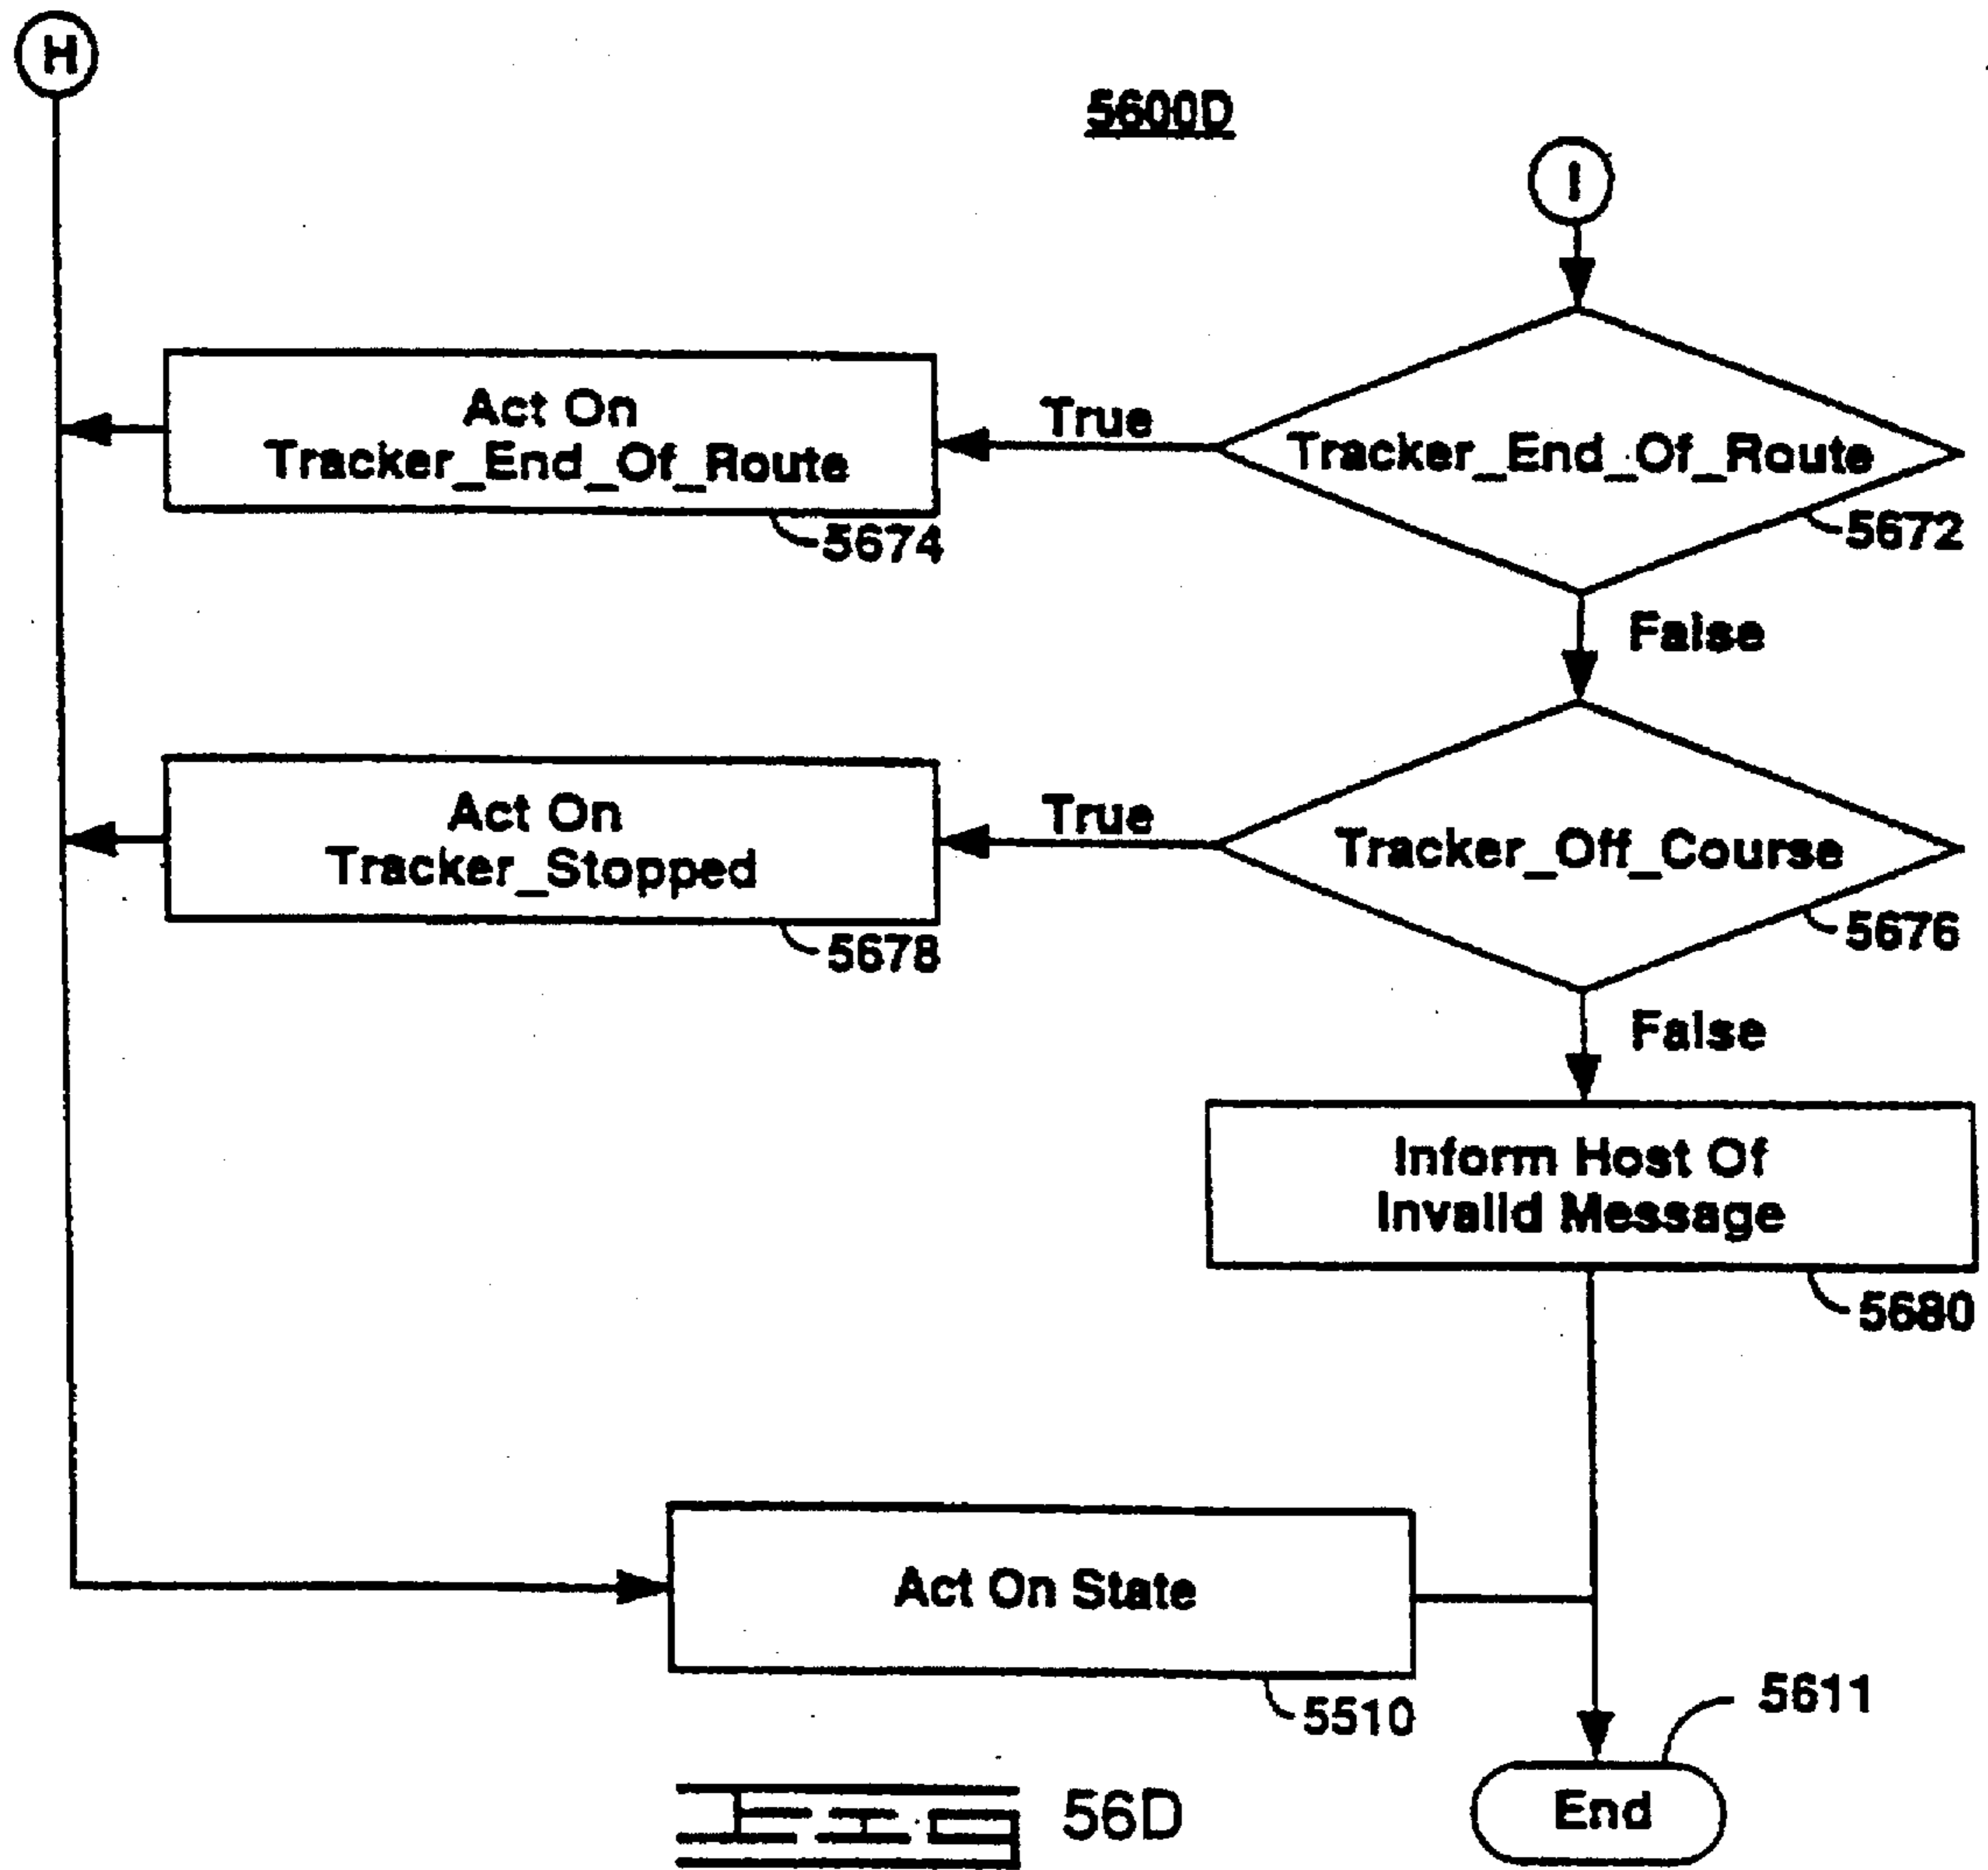 H
5600D
I
Act On
Tracker_End_Of_Route
5674
True
Tracker_End_Of_Route
5672
False
Act On
Tracker_Stopped
5678
True
Tracker_Off_Course
5676
False
Inform Host Of
Invalid Message
5680
Act On State
5510
5611
End
FIG 56D